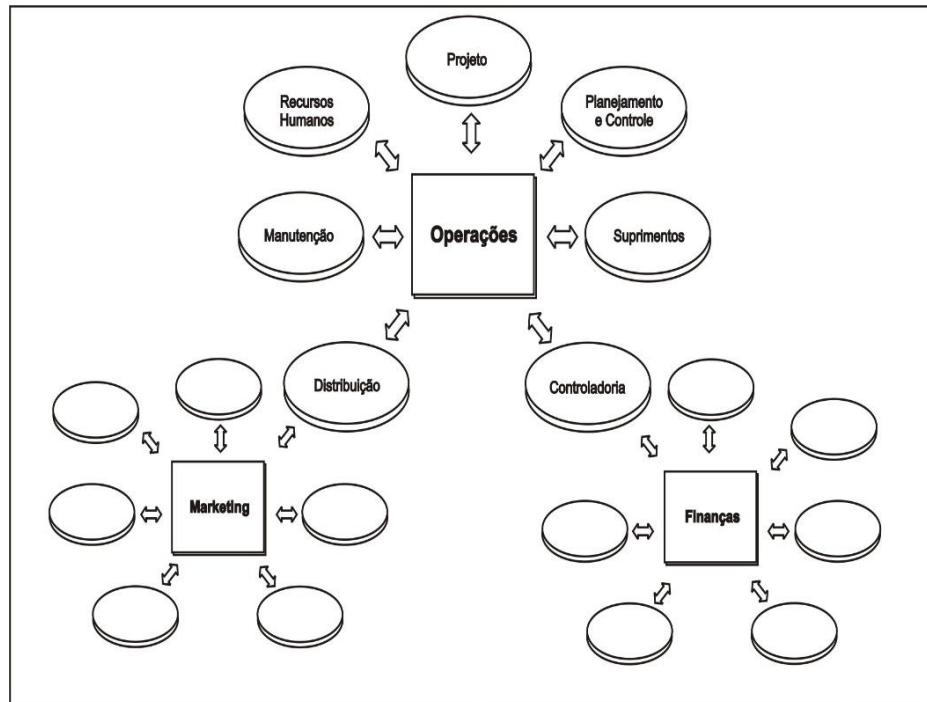 Projeto
Recursos
Humanos
Planejamento
e Controle
Manutenção
Operações
Suprimentos
Distribuição
Controladoria
Marketing
Finanças